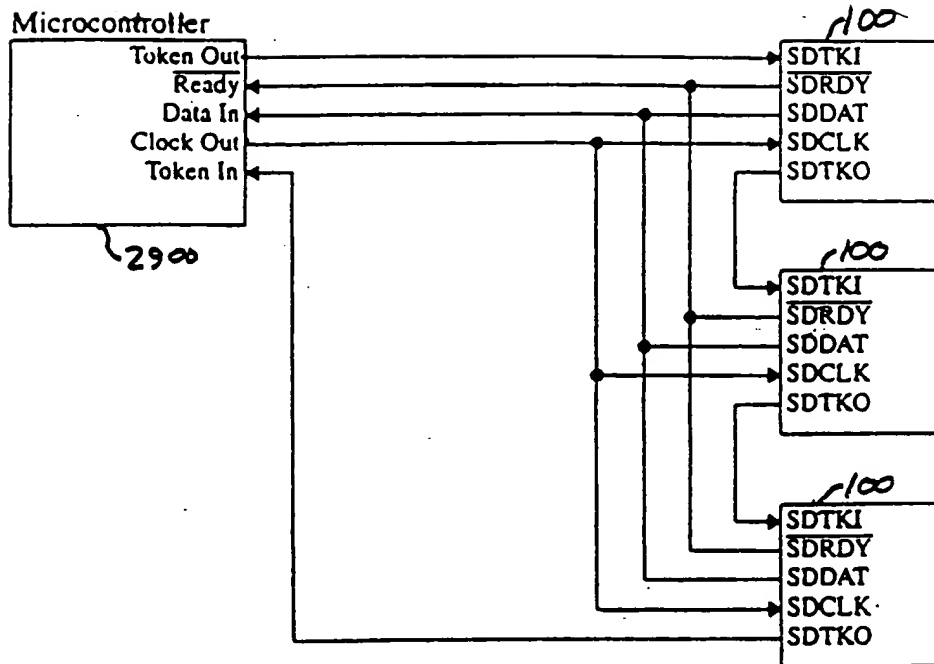 Microcontroller
Token Out
Ready
Data In
Clock Out
Token In
2900
100
SDTKI
SDRDY
SDDAT
SDCLK
SDTKO
100
SDTKI
SDRDY
SDDAT
SDCLK
SDTKO
100
SDTKI
SDRDY
SDDAT
SDCLK
SDTKO